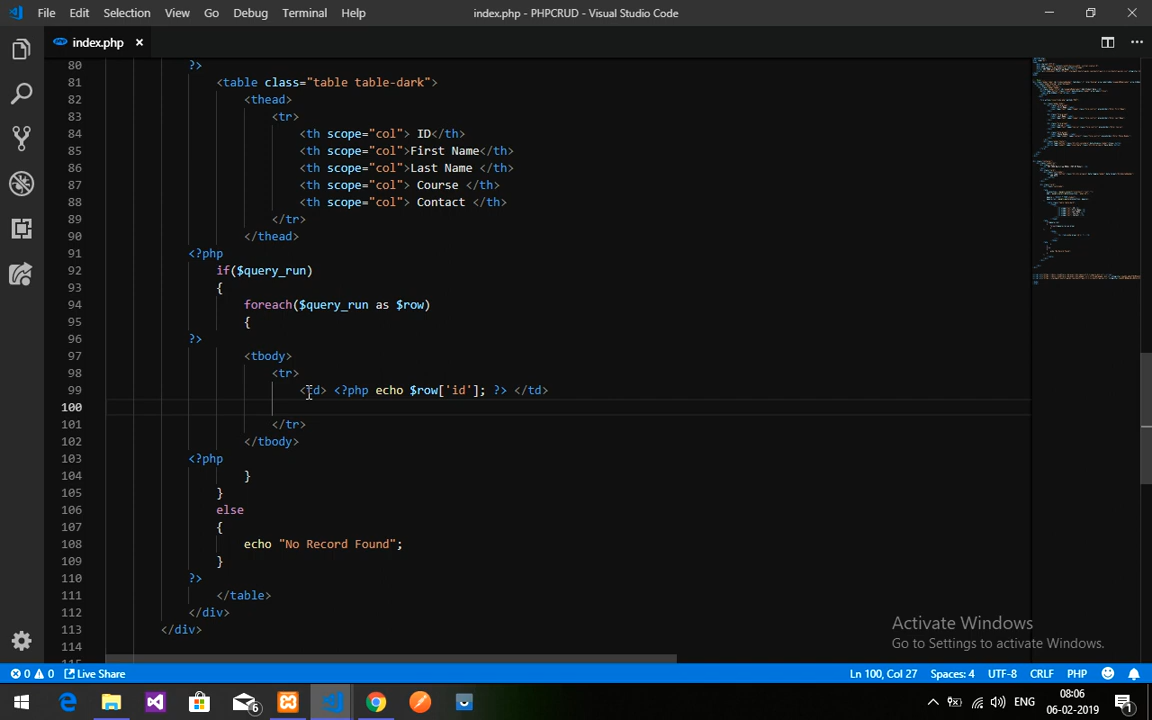 File Edit Selection View Go Debug Terminal Help index.php - PHPCRUD - Visual Studio Code
index.php ×
80 ?>
81 <table class="table table-dark">
82 <thead>
83 <tr>
84 <th scope="col"> ID</th>
85 <th scope="col">First Name</th>
86 <th scope="col">Last Name </th>
87 <th scope="col"> Course </th>
88 <th scope="col"> Contact </th>
89 </tr>
90 </thead>
91 <?php
92 if($query_run)
93 {
94 foreach($query_run as $row)
95 {
96 ?>
97 <tbody>
98 <tr>
99 <td> <?php echo $row['id']; ?> </td>
100
101 </tr>
102 </tbody>
103 <?php
104 }
105 }
106 else
107 {
108 echo "No Record Found";
109 }
110 ?>
111 </table>
112 </div>
113 </div>
114
Activate Windows
Go to Settings to activate Windows.
0 0 Live Share Ln 100, Col 27 Spaces: 4 UTF-8 CRLF PHP
6 ENG 08:06 1
06-02-2019